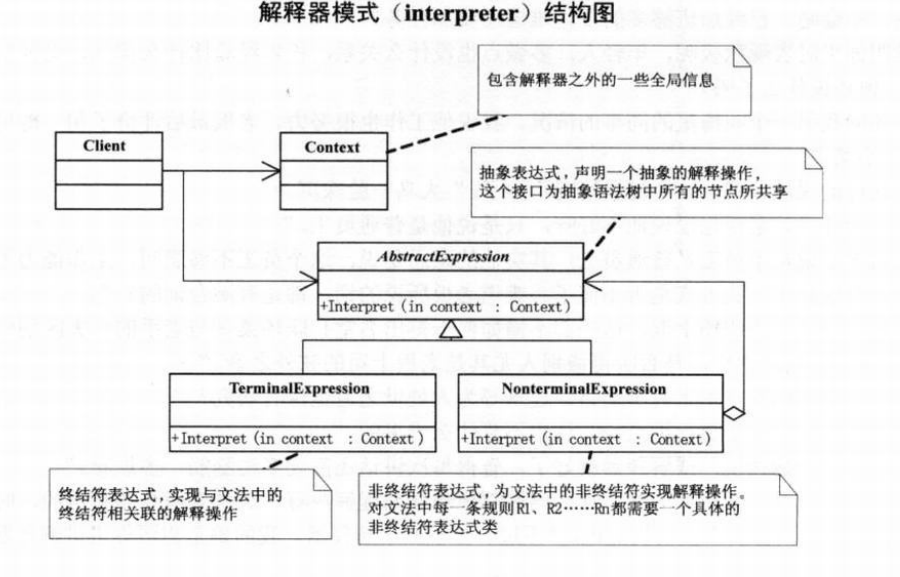 解释器模式（interpreter）结构图
包含解释器之外的一些全局信息
Client
Context
抽象表达式，声明一个抽象的解释操作，
这个接口为抽象语法树中所有的节点所共享
AbstractExpression
+Interpret(in context : Context)
TerminalExpression
NonterminalExpression
+Interpret(in context : Context)
+Interpret(in context : Context)
终结符表达式，实现与文法中的
终结符相关联的解释操作
非终结符表达式，为文法中的非终结符实现解释操作。
对文法中每一条规则R1、R2……Rn都需要一个具体的
非终结符表达式类